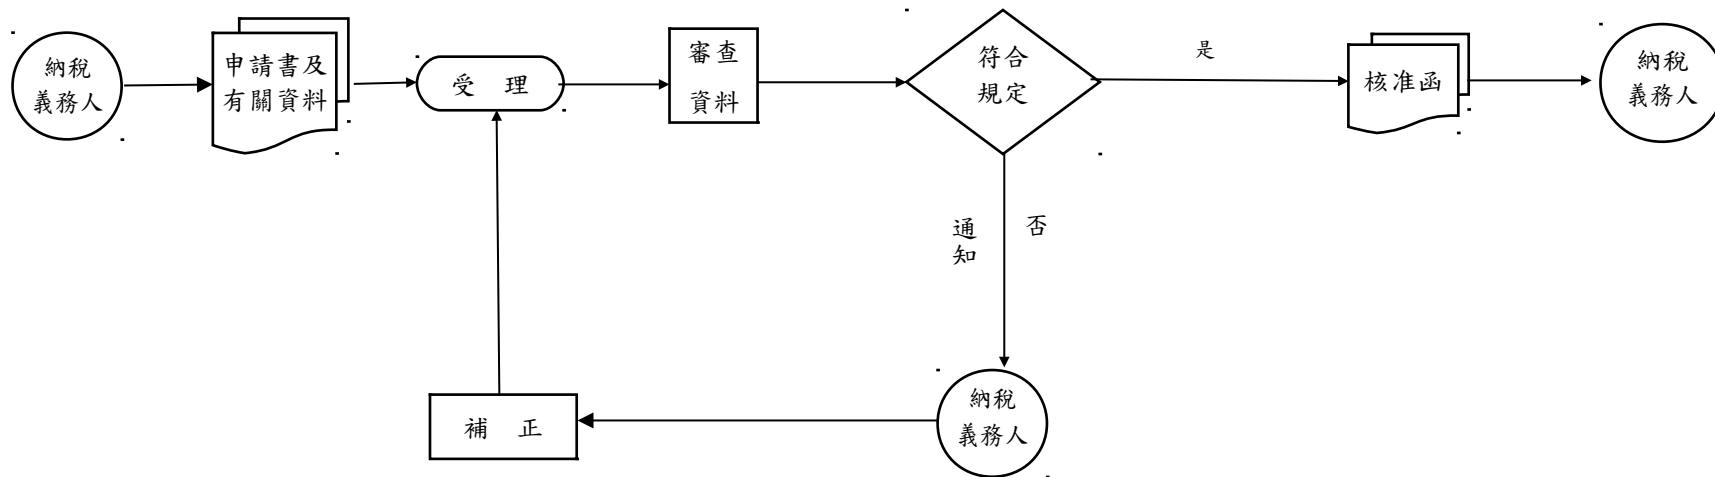 納稅
義務人
申請書及
有關資料
受 理
審查
資料
符合
規定
是
核准函
納稅
義務人
通知
否
納稅
義務人
補 正